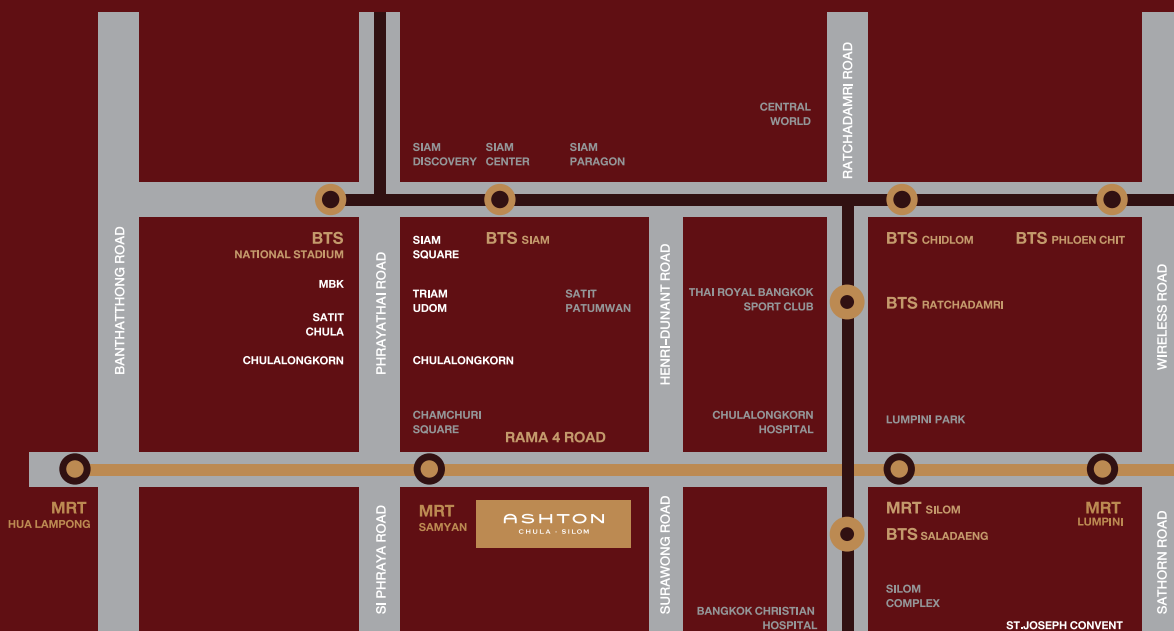 CENTRAL
WORLD
RATCHADAMRI ROAD
SIAM
DISCOVERY
SIAM
CENTER
SIAM
PARAGON
BANTHATTHONG ROAD
BTS
NATIONAL STADIUM
MBK
SATIT
CHULA
CHULALONGKORN
PHRAYATHAI ROAD
SIAM
SQUARE
BTS SIAM
TRIAM
UDOM
SATIT
PATUMWAN
CHULALONGKORN
CHAMCHURI
SQUARE
RAMA 4 ROAD
HENRI-DUNANT ROAD
THAI ROYAL BANGKOK
SPORT CLUB
CHULALONGKORN
HOSPITAL
BTS CHIDLOM
BTS PHLOEN CHIT
BTS RATCHADAMRI
LUMPINI PARK
WIRELESS ROAD
MRT
HUA LAMPONG
SI PHRAYA ROAD
MRT
SAMYAN
ASHTON
CHULA - SILOM
SURAWONG ROAD
BANGKOK CHRISTIAN
HOSPITAL
MRT SILOM
BTS SALADAENG
MRT
LUMPINI
SILOM
COMPLEX
ST.JOSEPH CONVENT
SATHORN ROAD